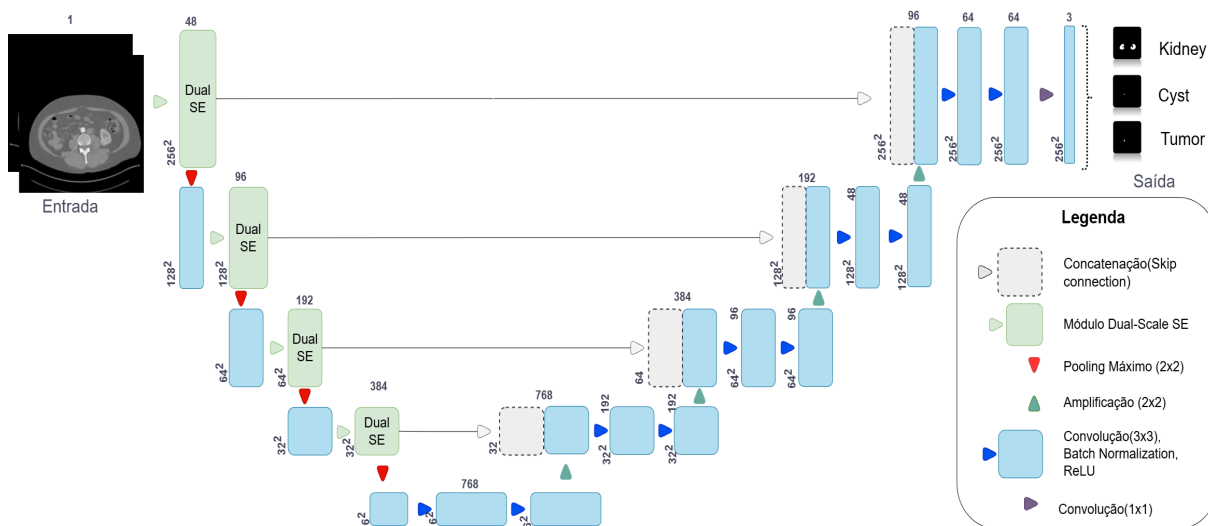 1
48
Dual
SE
256²
Entrada
96
64
64
3
256²
256²
256²
256²
Kidney
Cyst
Tumor
Saída
128²
96
Dual
SE
128²
192
128²
48
128²
48
128²
64²
192
Dual
SE
64²
384
64
96
64²
96
64²
32²
384
Dual
SE
32²
768
32
192
32²
192
32²
6²
768
6²
6²
Legenda
Concatenação(Skip
connection)
Módulo Dual-Scale SE
Pooling Máximo (2x2)
Amplificação (2x2)
Convolução(3x3),
Batch Normalization,
ReLU
Convolução(1x1)